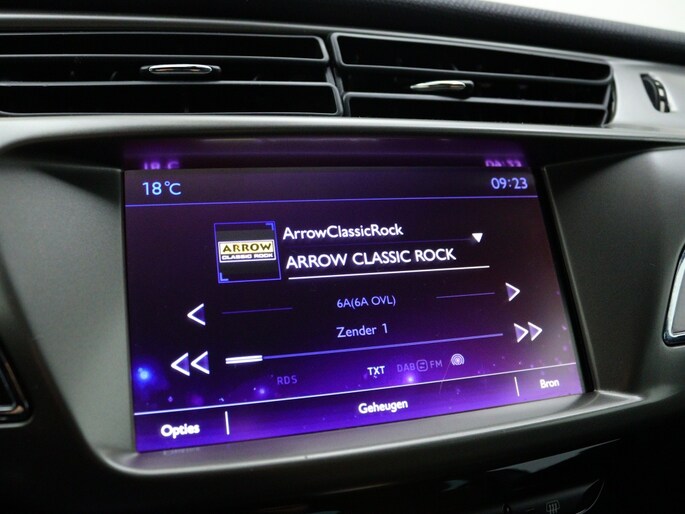 18°C
09:23
ArrowClassicRock
ARROW
CLASSIC ROCK
ARROW CLASSIC ROCK
6A(6A OVL)
Zender 1
RDS
TXT
DAB FM
Bron
Geheugen
Opties